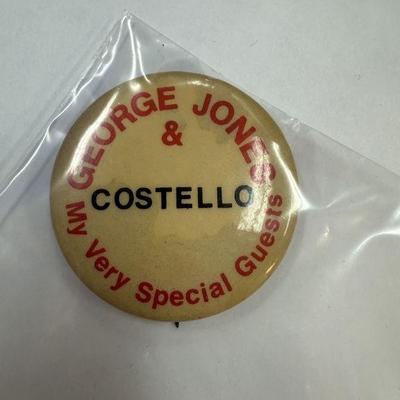 GEORGE JONES
&
COSTELLO
My Very Special Guests